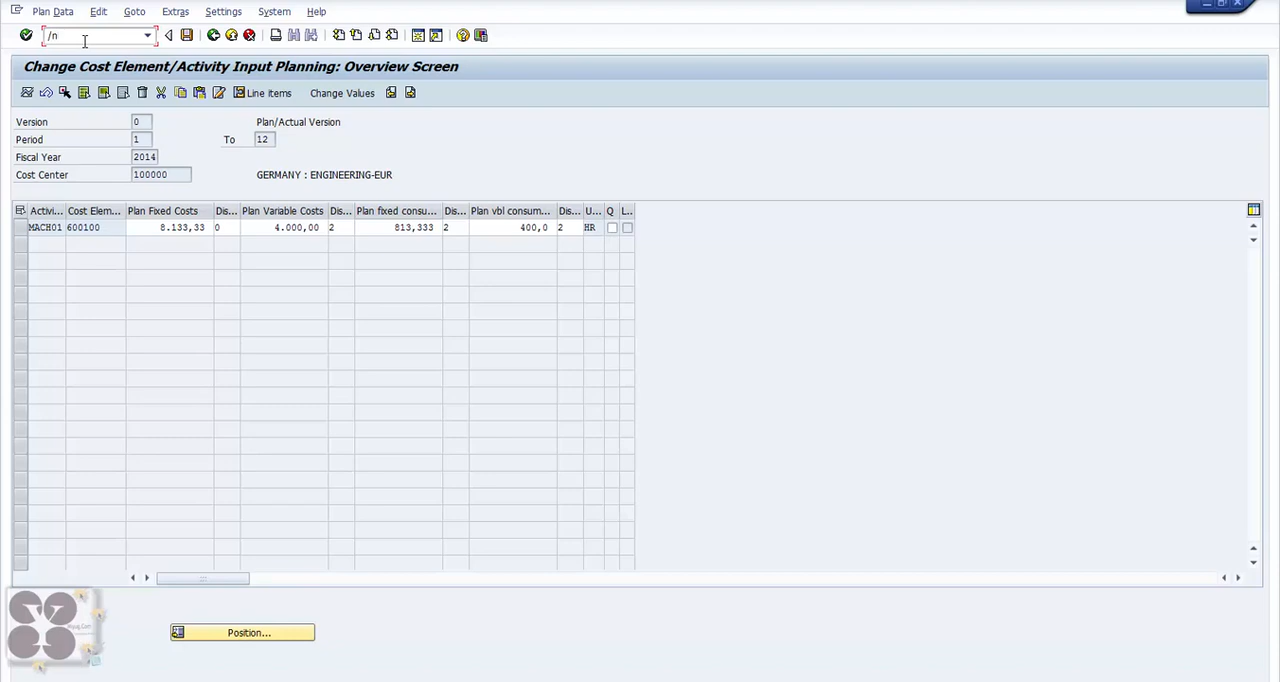 Plan Data Edit Goto Extras Settings System Help
/n
Change Cost Element/Activity Input Planning: Overview Screen
Line items Change Values
Version 0 Plan/Actual Version
Period 1 To 12
Fiscal Year 2014
Cost Center 100000 GERMANY : ENGINEERING-EUR
Activi... Cost Elem... Plan Fixed Costs Dis... Plan Variable Costs Dis... Plan fixed consu... Dis... Plan vbl consum... Dis... U... Q L...
MACH01 600100 8.133,33 0 4.000,00 2 813,333 2 400,0 2 HR
Position...